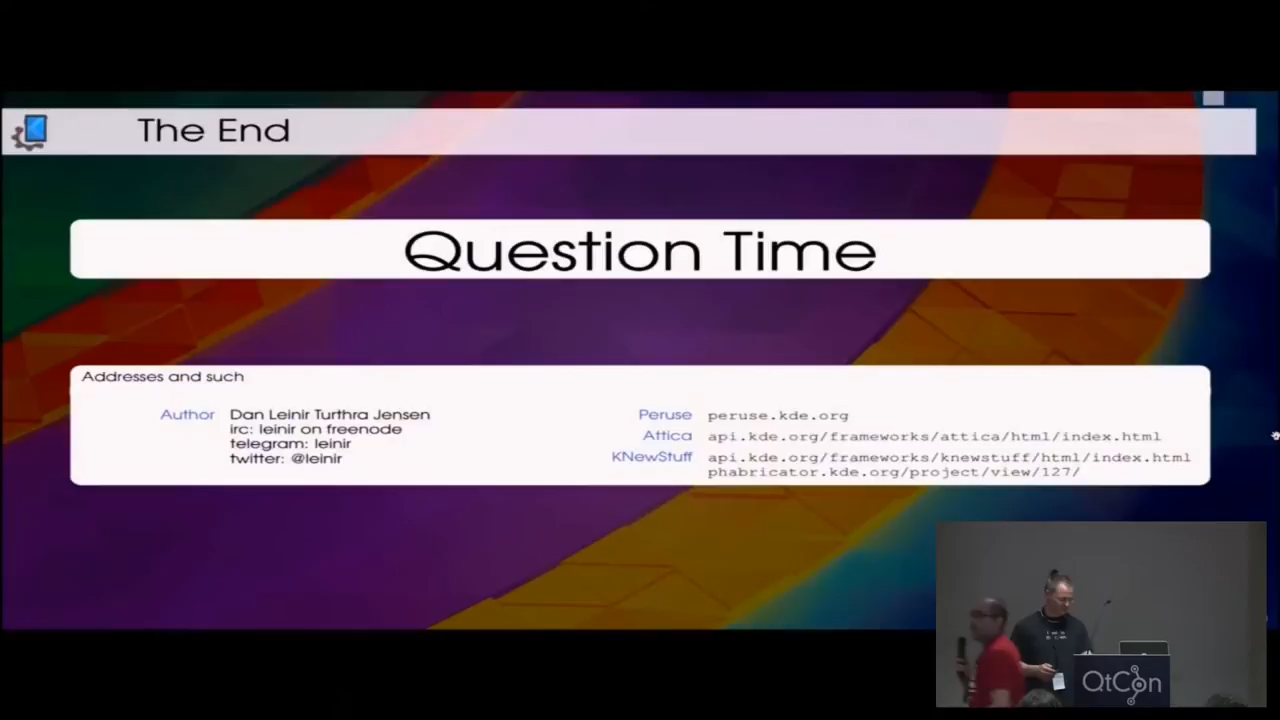 The End
Question Time
Addresses and such
Author Dan Leinir Turthra Jensen
irc: leinir on freenode
telegram: leinir
twitter: @leinir
Peruse peruse.kde.org
Attica api.kde.org/frameworks/attica/html/index.html
KNewStuff api.kde.org/frameworks/knewstuff/html/index.html
phabricator.kde.org/project/view/127/
QtCon